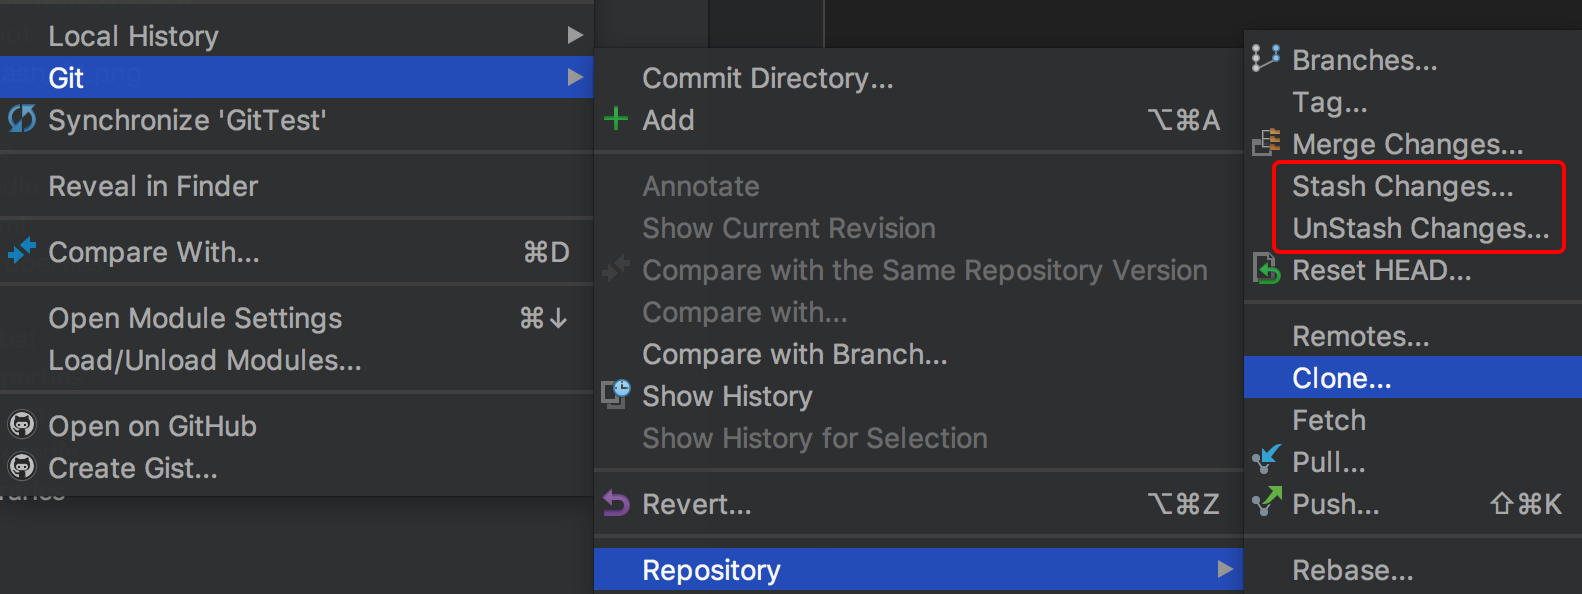 Local History
Git
Synchronize 'GitTest'
Reveal in Finder
Compare With... ⌘D
Open Module Settings ⌘↓
Load/Unload Modules...
Open on GitHub
Create Gist...
Commit Directory...
Add ⌥⌘A
Annotate
Show Current Revision
Compare with the Same Repository Version
Compare with...
Compare with Branch...
Show History
Show History for Selection
Revert... ⌥⌘Z
Repository
Branches...
Tag...
Merge Changes...
Stash Changes...
UnStash Changes...
Reset HEAD...
Remotes...
Clone...
Fetch
Pull...
Push... ⇧⌘K
Rebase...